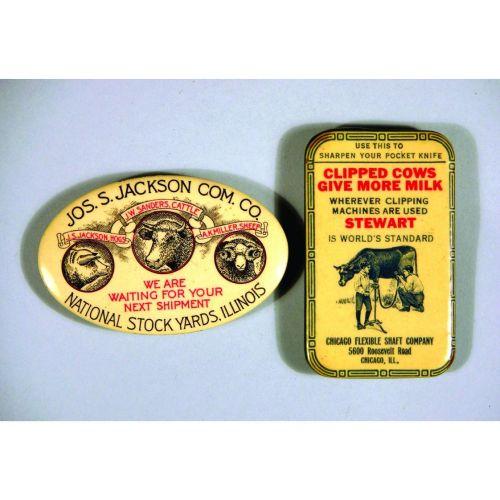 JOS. S. JACKSON COM. CO.
J.W. SANDERS, CATTLE
J.S. JACKSON, HOGS
A.K. MILLER, SHEEP
WE ARE
WAITING FOR YOUR
NEXT SHIPMENT
NATIONAL STOCK YARDS, ILLINOIS
USE THIS TO
SHARPEN YOUR POCKET KNIFE
CLIPPED COWS
GIVE MORE MILK
WHEREVER CLIPPING
MACHINES ARE USED
STEWART
IS WORLD'S STANDARD
CHICAGO FLEXIBLE SHAFT COMPANY
5600 Roosevelt Road
CHICAGO, ILL.